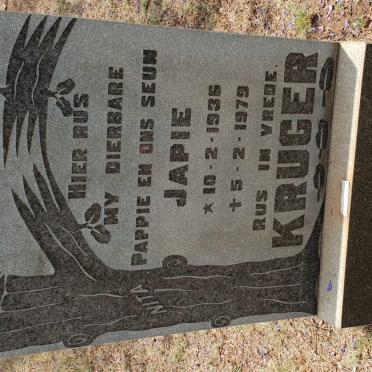 HIER RUS
MY DIERBARE
PAPPIE EN ONS SEUN
JAPIE
* 10-2-1936
+ 5-2-1979
RUS IN VREDE
KRUGER
NITA